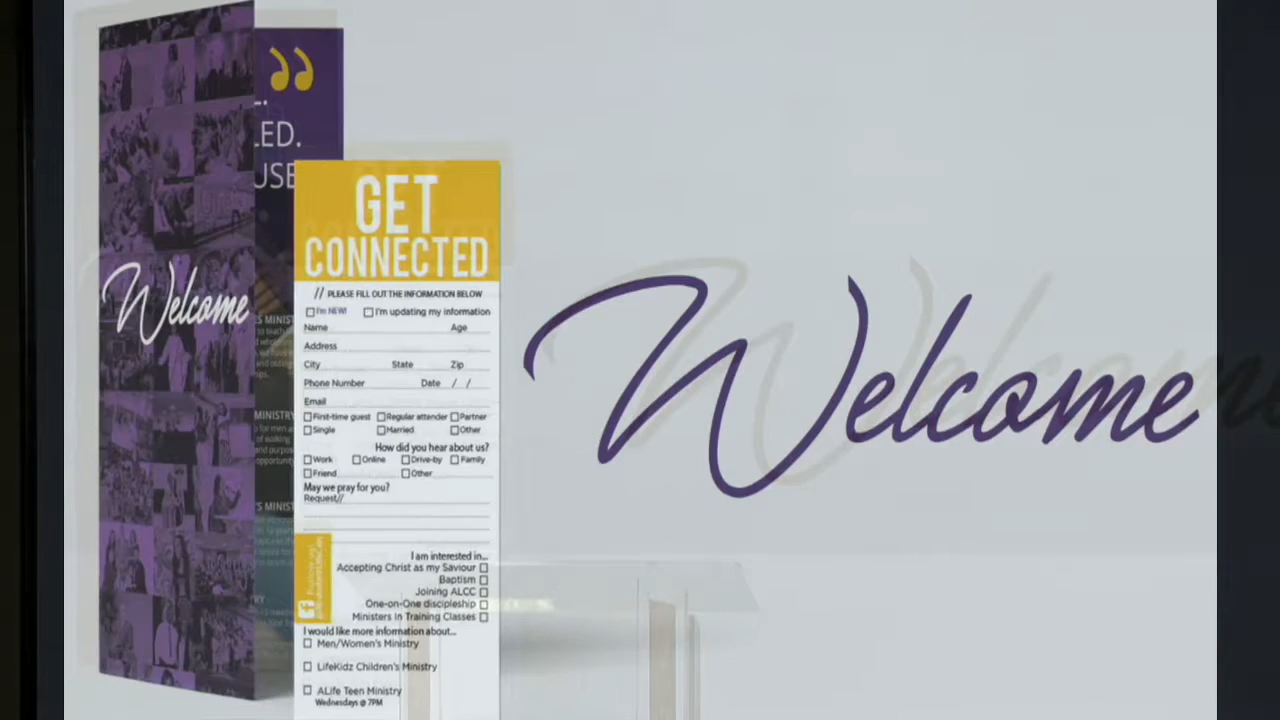 ”
LED.
USE
Welcome
GET
CONNECTED
// PLEASE FILL OUT THE INFORMATION BELOW
I'm NEW! I'm updating my information
Name Age
Address
City State Zip
Phone Number Date / /
Email
First-time guest Regular attender Partner
Single Married Other
How did you hear about us?
Work Online Drive-by Family
Friend Other
May we pray for you?
Request//
I am interested in...
Accepting Christ as my Saviour
Baptism
Joining ALCC
One-on-One discipleship
Ministers in Training Classes
I would like more information about...
Men/Women's Ministry
LifeKidz Children's Ministry
ALife Teen Ministry
Wednesdays @ 7PM
Welcome